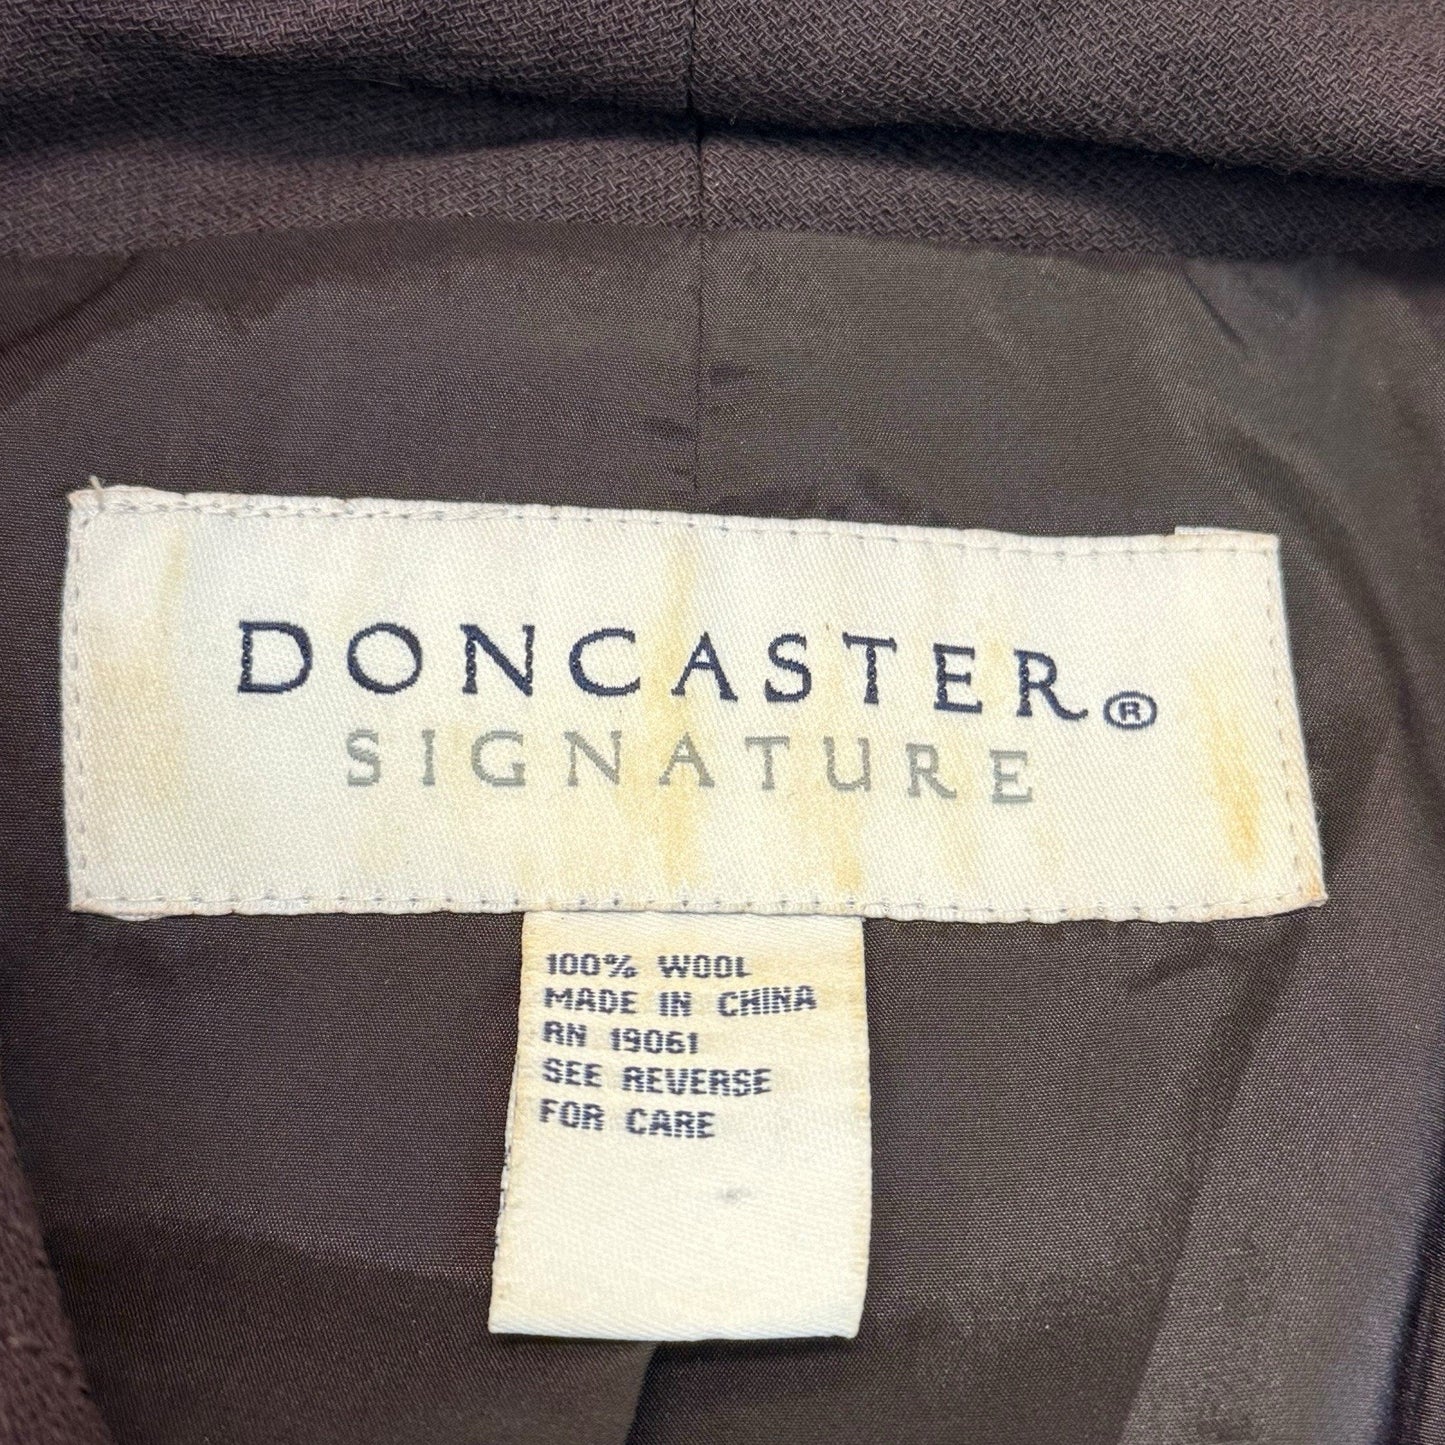 DONCASTER®
SIGNATURE
100% WOOL
MADE IN CHINA
RN 19061
SEE REVERSE
FOR CARE